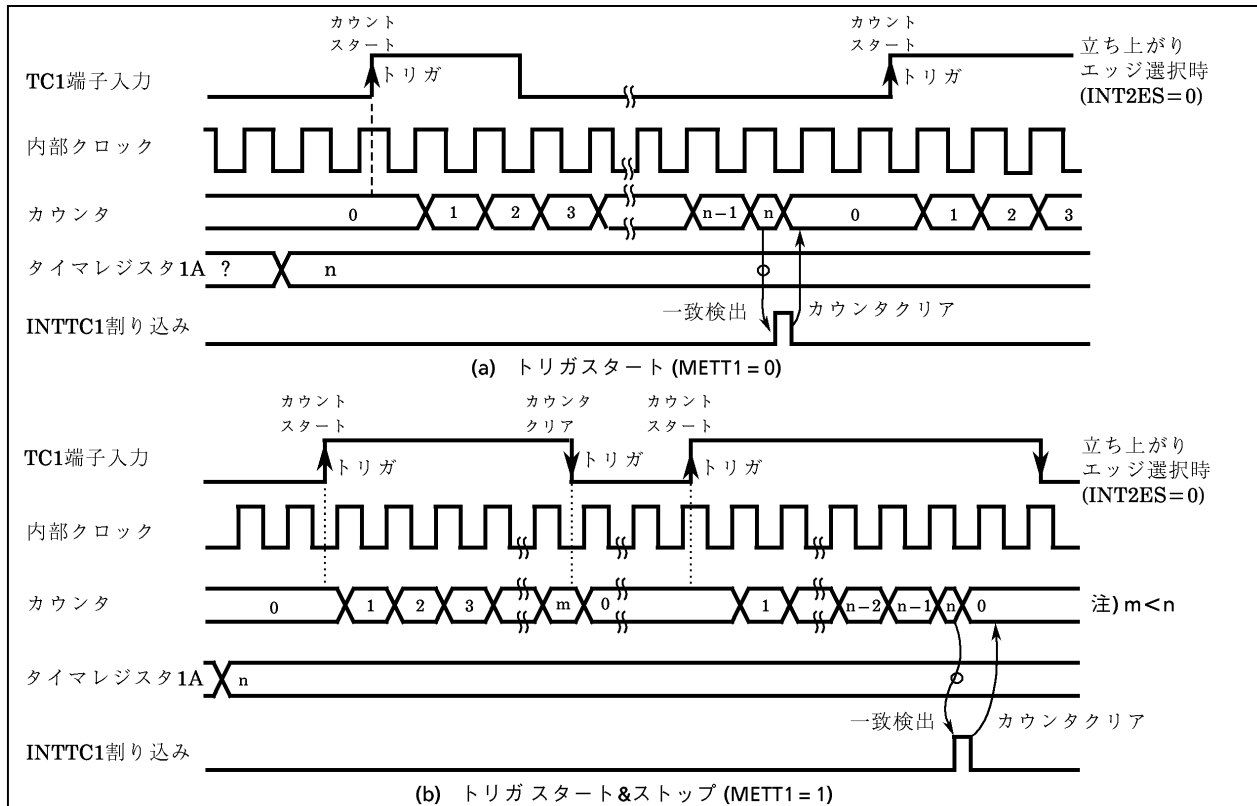 カウント
スタート
カウント
スタート
TC1端子入力
トリガ
トリガ
立ち上がり
エッジ選択時
(INT2ES=0)
内部クロック
カウンタ
0 1 2 3 n−1 n 0 1 2 3
タイマレジスタ1A
? n
一致検出
カウンタクリア
INTTC1割り込み
(a) トリガスタート (METT1 = 0)
カウント
スタート
カウンタ
クリア
カウント
スタート
TC1端子入力
トリガ
トリガ
トリガ
立ち上がり
エッジ選択時
(INT2ES=0)
内部クロック
カウンタ
0 1 2 3 m 0 1 n−2 n−1 n 0
注) m<n
タイマレジスタ1A
n
一致検出
カウンタクリア
INTTC1割り込み
(b) トリガ スタート&ストップ (METT1 = 1)